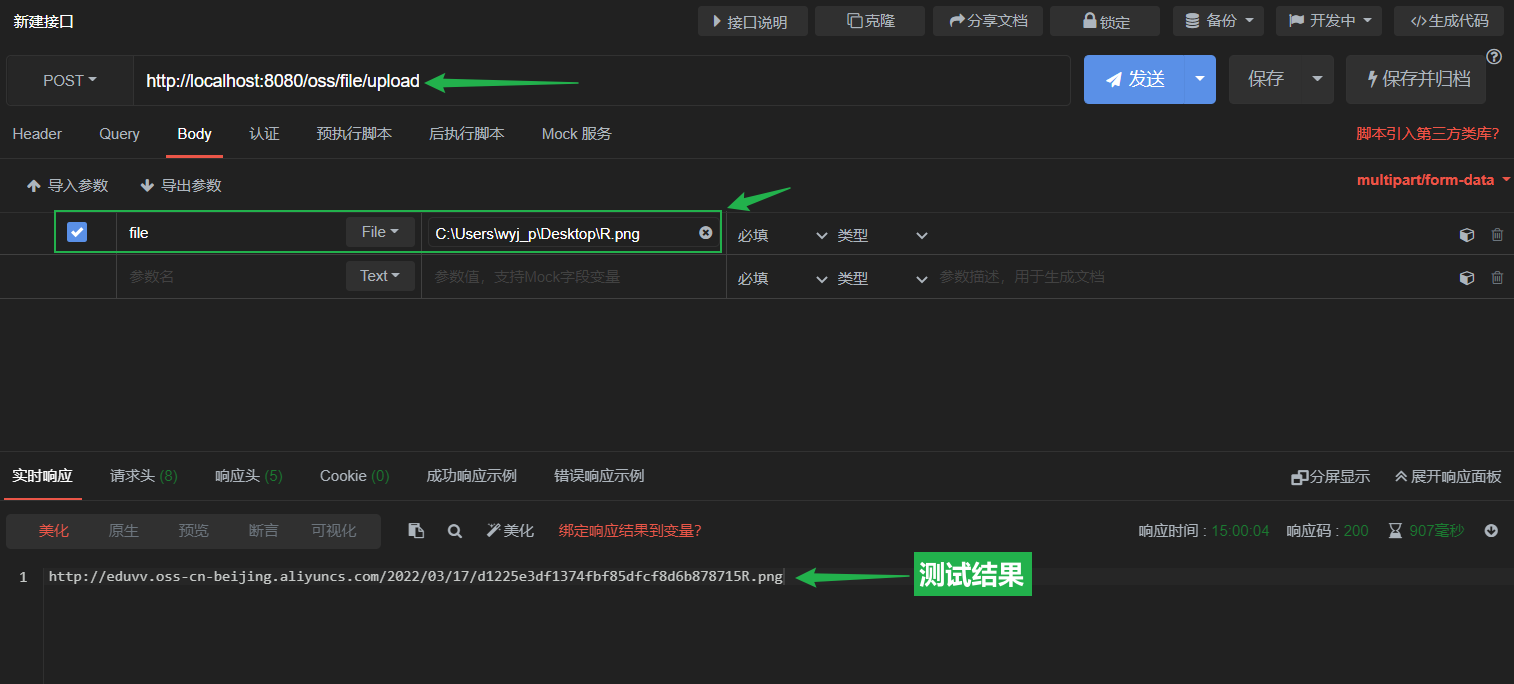 新建接口 接口说明 克隆 分享文档 锁定 备份 开发中 </>生成代码
POST http://localhost:8080/oss/file/upload 发送 保存 保存并归档
Header Query Body 认证 预执行脚本 后执行脚本 Mock 服务 脚本引入第三方类库?
导入参数 导出参数 multipart/form-data
file File C:\Users\wyj_p\Desktop\R.png 必填 类型
参数名 Text 参数值，支持Mock字段变量 必填 类型 参数描述，用于生成文档
实时响应 请求头 (8) 响应头 (5) Cookie (0) 成功响应示例 错误响应示例 分屏显示 展开响应面板
美化 原生 预览 断言 可视化 美化 绑定响应结果到变量? 响应时间 : 15:00:04 响应码 : 200 907毫秒
1 http://eduvv.oss-cn-beijing.aliyuncs.com/2022/03/17/d1225e3df1374fbf85dfcf8d6b878715R.png 测试结果